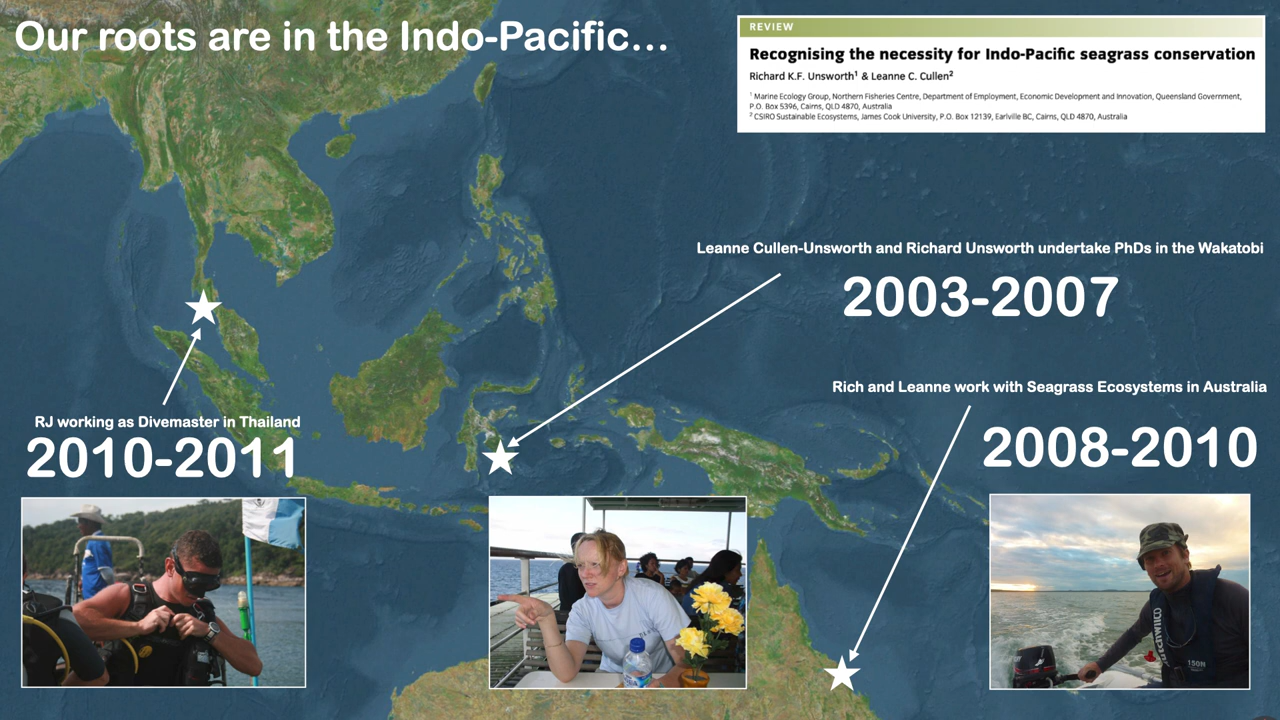 Our roots are in the Indo-Pacific...
REVIEW
Recognising the necessity for Indo-Pacific seagrass conservation
Richard K.F. Unsworth¹ & Leanne C. Cullen²
¹ Marine Ecology Group, Northern Fisheries Centre, Department of Employment, Economic Development and Innovation, Queensland Government,
P.O. Box 5396, Cairns, QLD 4870, Australia
² CSIRO Sustainable Ecosystems, James Cook University, P.O. Box 12139, Earlville BC, Cairns, QLD 4870, Australia
Leanne Cullen-Unsworth and Richard Unsworth undertake PhDs in the Wakatobi
2003-2007
Rich and Leanne work with Seagrass Ecosystems in Australia
2008-2010
RJ working as Divemaster in Thailand
2010-2011
150N